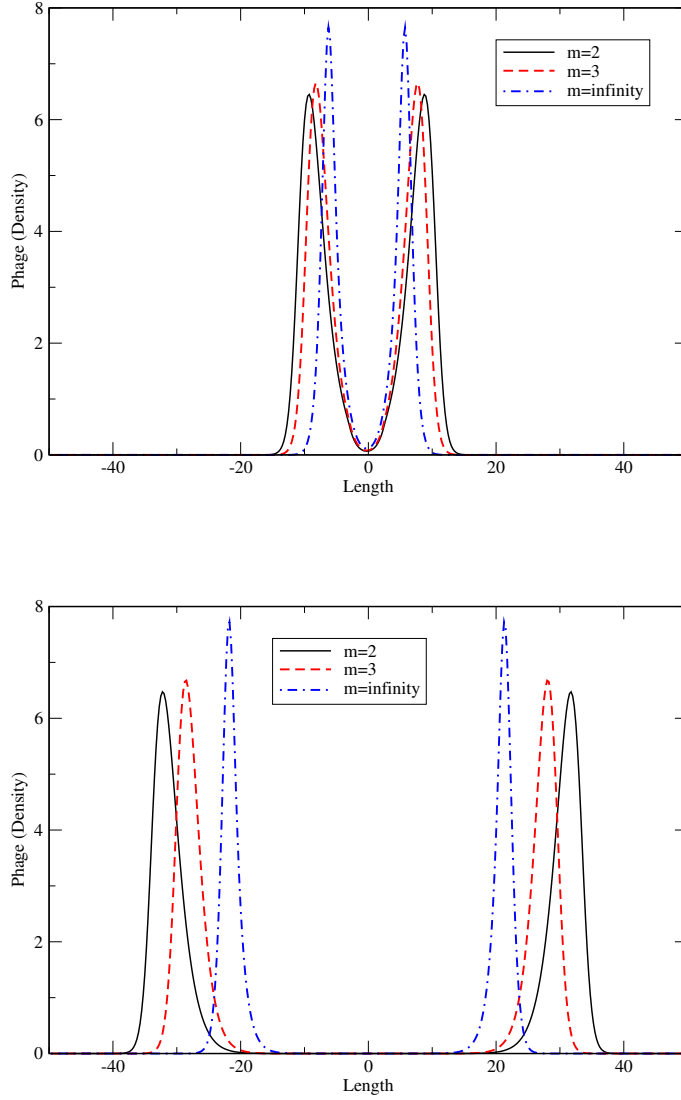 8
6
4
2
0
Phage (Density)
m=2
m=3
m=infinity
-40 -20 0 20 40
Length
8
6
4
2
0
Phage (Density)
m=2
m=3
m=infinity
-40 -20 0 20 40
Length